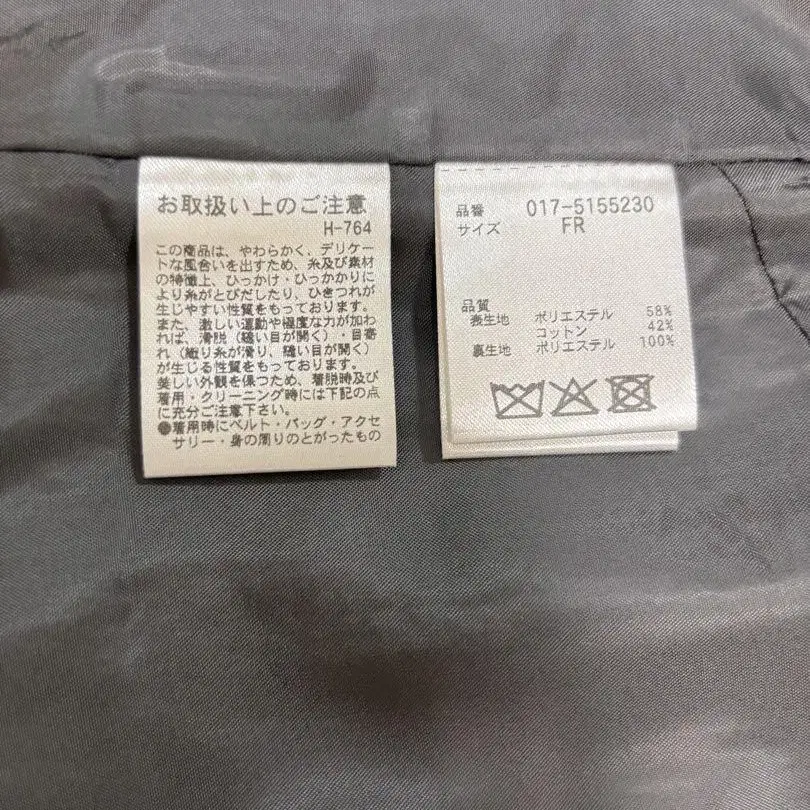 お取扱い上のご注意
H-764
この商品は、やわらかく、デリケー
トな風合いを出すため、糸及び素材
の特徴上、ひっかけ・ひっかかりに
より糸がとびだしたり、ひきつれが
生じやすい性質をもっております。
また、激しい運動や極度な力が加わ
れば、滑脱（縫い目が開く）・目寄
れ（織り糸が滑り、縫い目が開く）
が生じる性質をもっております。
美しい外観を保つため、着脱時及び
着用・クリーニング時には下記の点
に充分ご注意下さい。
●着用時にベルト・バッグ・アクセ
サリー・身の周りのとがったもの
品番 017-5155230
サイズ FR
品質
表生地 ポリエステル 58%
コットン 42%
裏生地 ポリエステル 100%